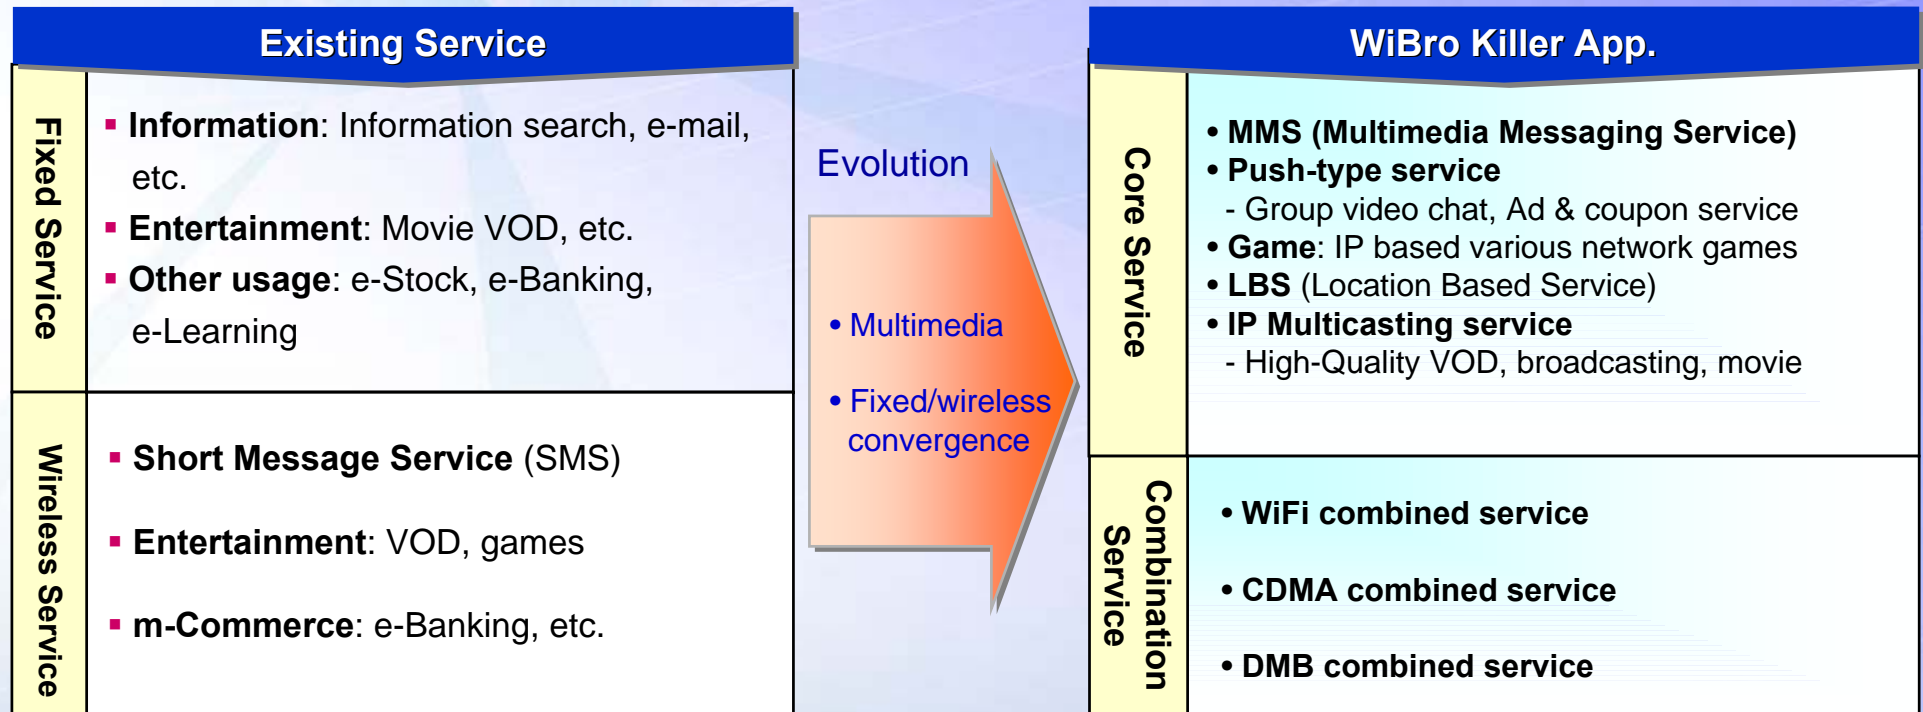 Existing Service
Fixed Service
▪ Information: Information search, e-mail,
etc.
▪ Entertainment: Movie VOD, etc.
▪ Other usage: e-Stock, e-Banking,
e-Learning
Wireless Service
▪ Short Message Service (SMS)
▪ Entertainment: VOD, games
▪ m-Commerce: e-Banking, etc.
Evolution
• Multimedia
• Fixed/wireless
convergence
WiBro Killer App.
Core Service
• MMS (Multimedia Messaging Service)
• Push-type service
- Group video chat, Ad & coupon service
• Game: IP based various network games
• LBS (Location Based Service)
• IP Multicasting service
- High-Quality VOD, broadcasting, movie
Combination
Service
• WiFi combined service
• CDMA combined service
• DMB combined service